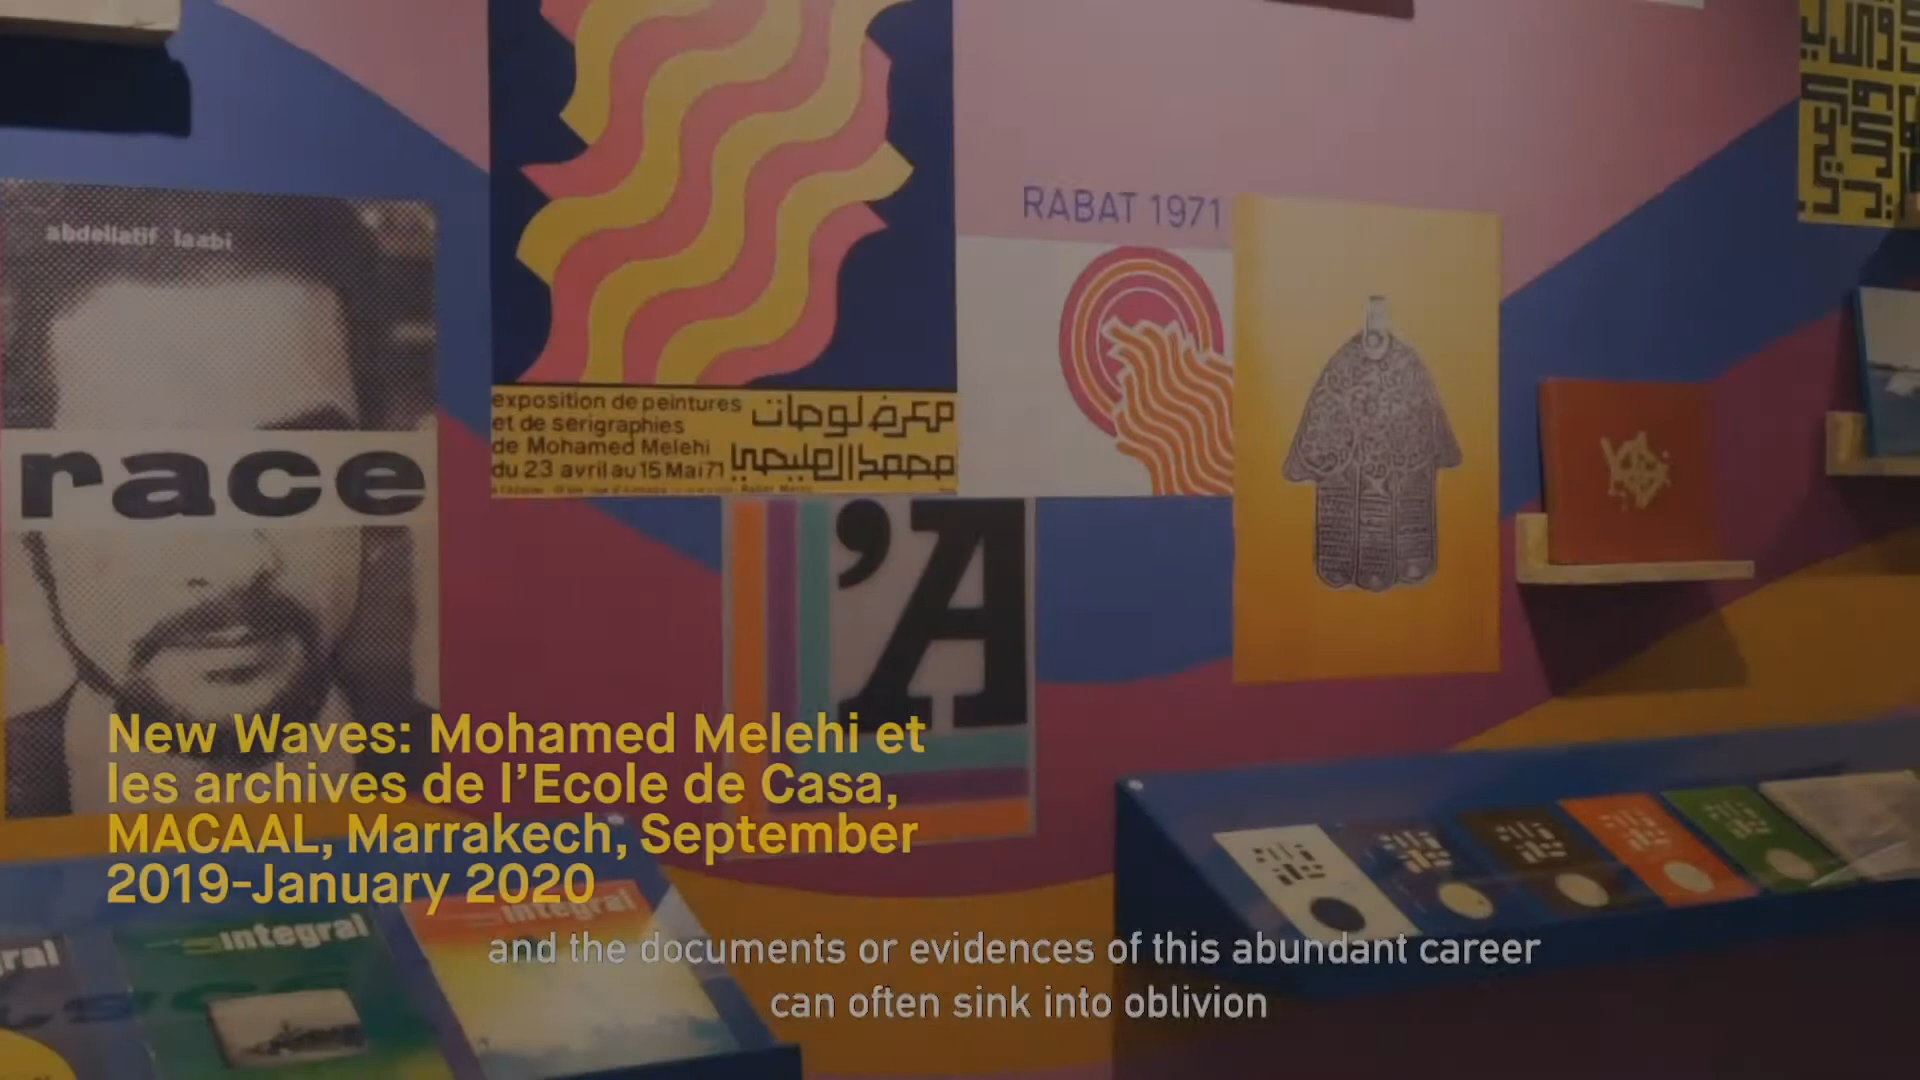 abdellatif laabi
race
exposition de peintures
et de serigraphies
de Mohamed Melehi
du 23 avril au 15 Mai 71
معرض لوحات
محمد المليحي
RABAT 1971
’A
New Waves: Mohamed Melehi et
les archives de l’Ecole de Casa,
MACAAL, Marrakech, September
2019-January 2020
gral
integral
integral
and the documents or evidences of this abundant career
can often sink into oblivion